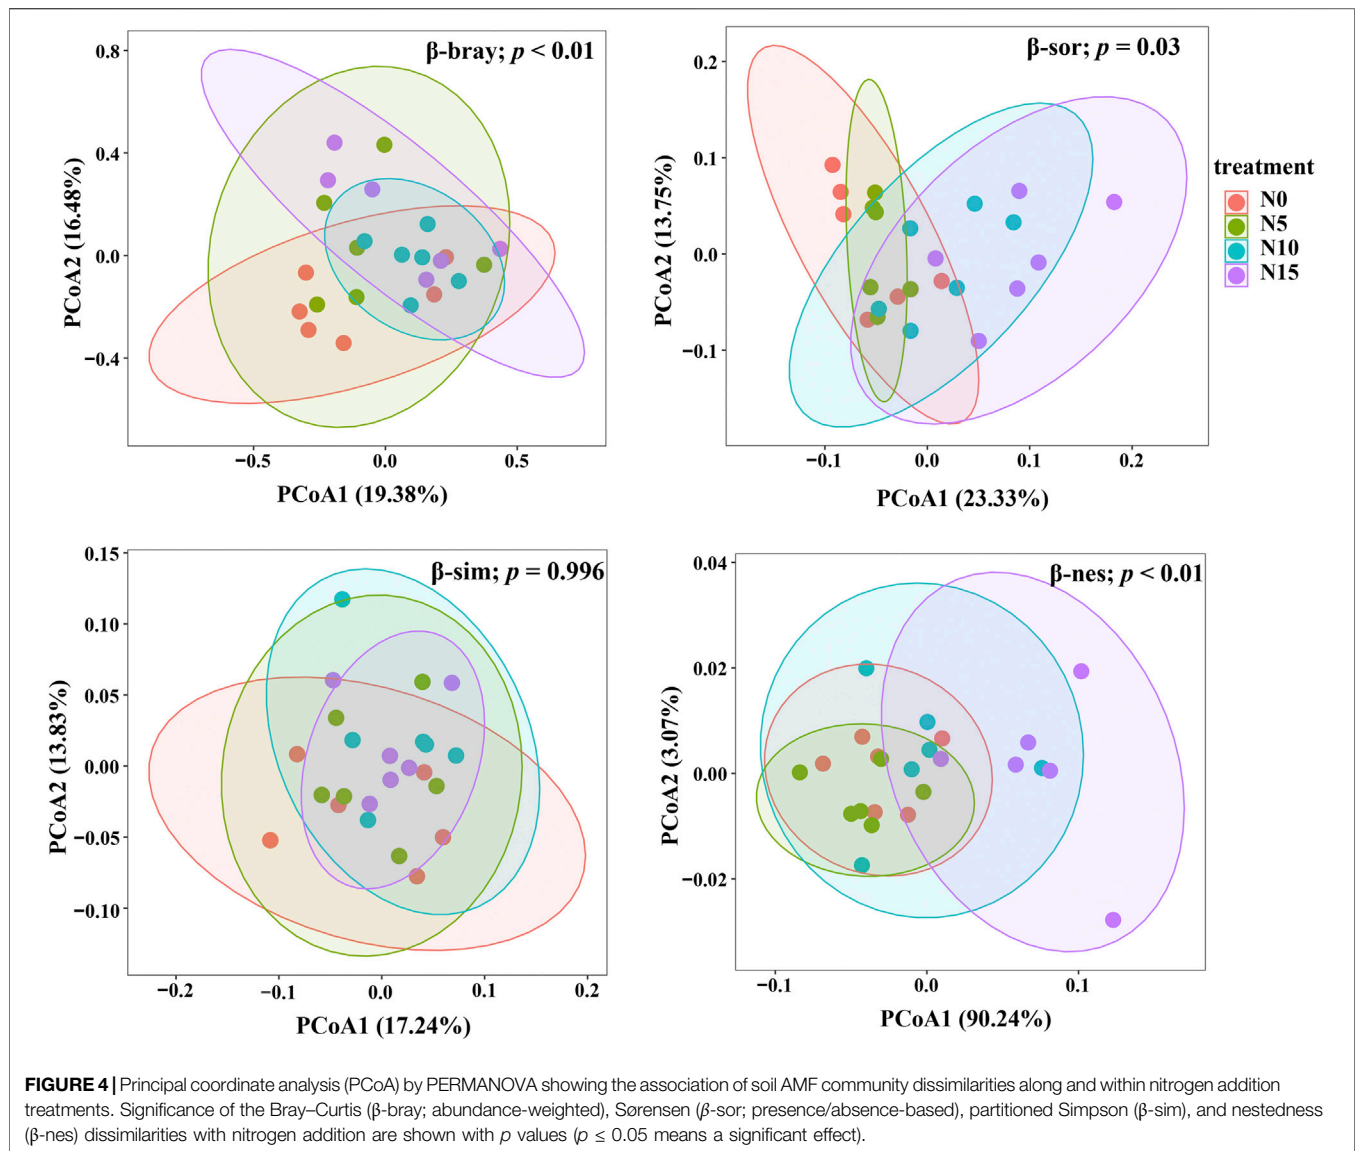 β-bray; p < 0.01
0.8
0.4
0.0
−0.4
PCoA2 (16.48%)
−0.5
0.0
0.5
PCoA1 (19.38%)
β-sor; p = 0.03
0.2
0.1
0.0
−0.1
PCoA2 (13.75%)
−0.1
0.0
0.1
0.2
PCoA1 (23.33%)
treatment
N0
N5
N10
N15
β-sim; p = 0.996
0.15
0.10
0.05
0.00
−0.05
−0.10
PCoA2 (13.83%)
−0.2
−0.1
0.0
0.1
0.2
PCoA1 (17.24%)
β-nes; p < 0.01
0.04
0.02
0.00
−0.02
PCoA2 (3.07%)
−0.1
0.0
0.1
PCoA1 (90.24%)
FIGURE 4 | Principal coordinate analysis (PCoA) by PERMANOVA showing the association of soil AMF community dissimilarities along and within nitrogen addition
treatments. Significance of the Bray–Curtis (β-bray; abundance-weighted), Sørensen (β-sor; presence/absence-based), partitioned Simpson (β-sim), and nestedness
(β-nes) dissimilarities with nitrogen addition are shown with p values (p ≤ 0.05 means a significant effect).